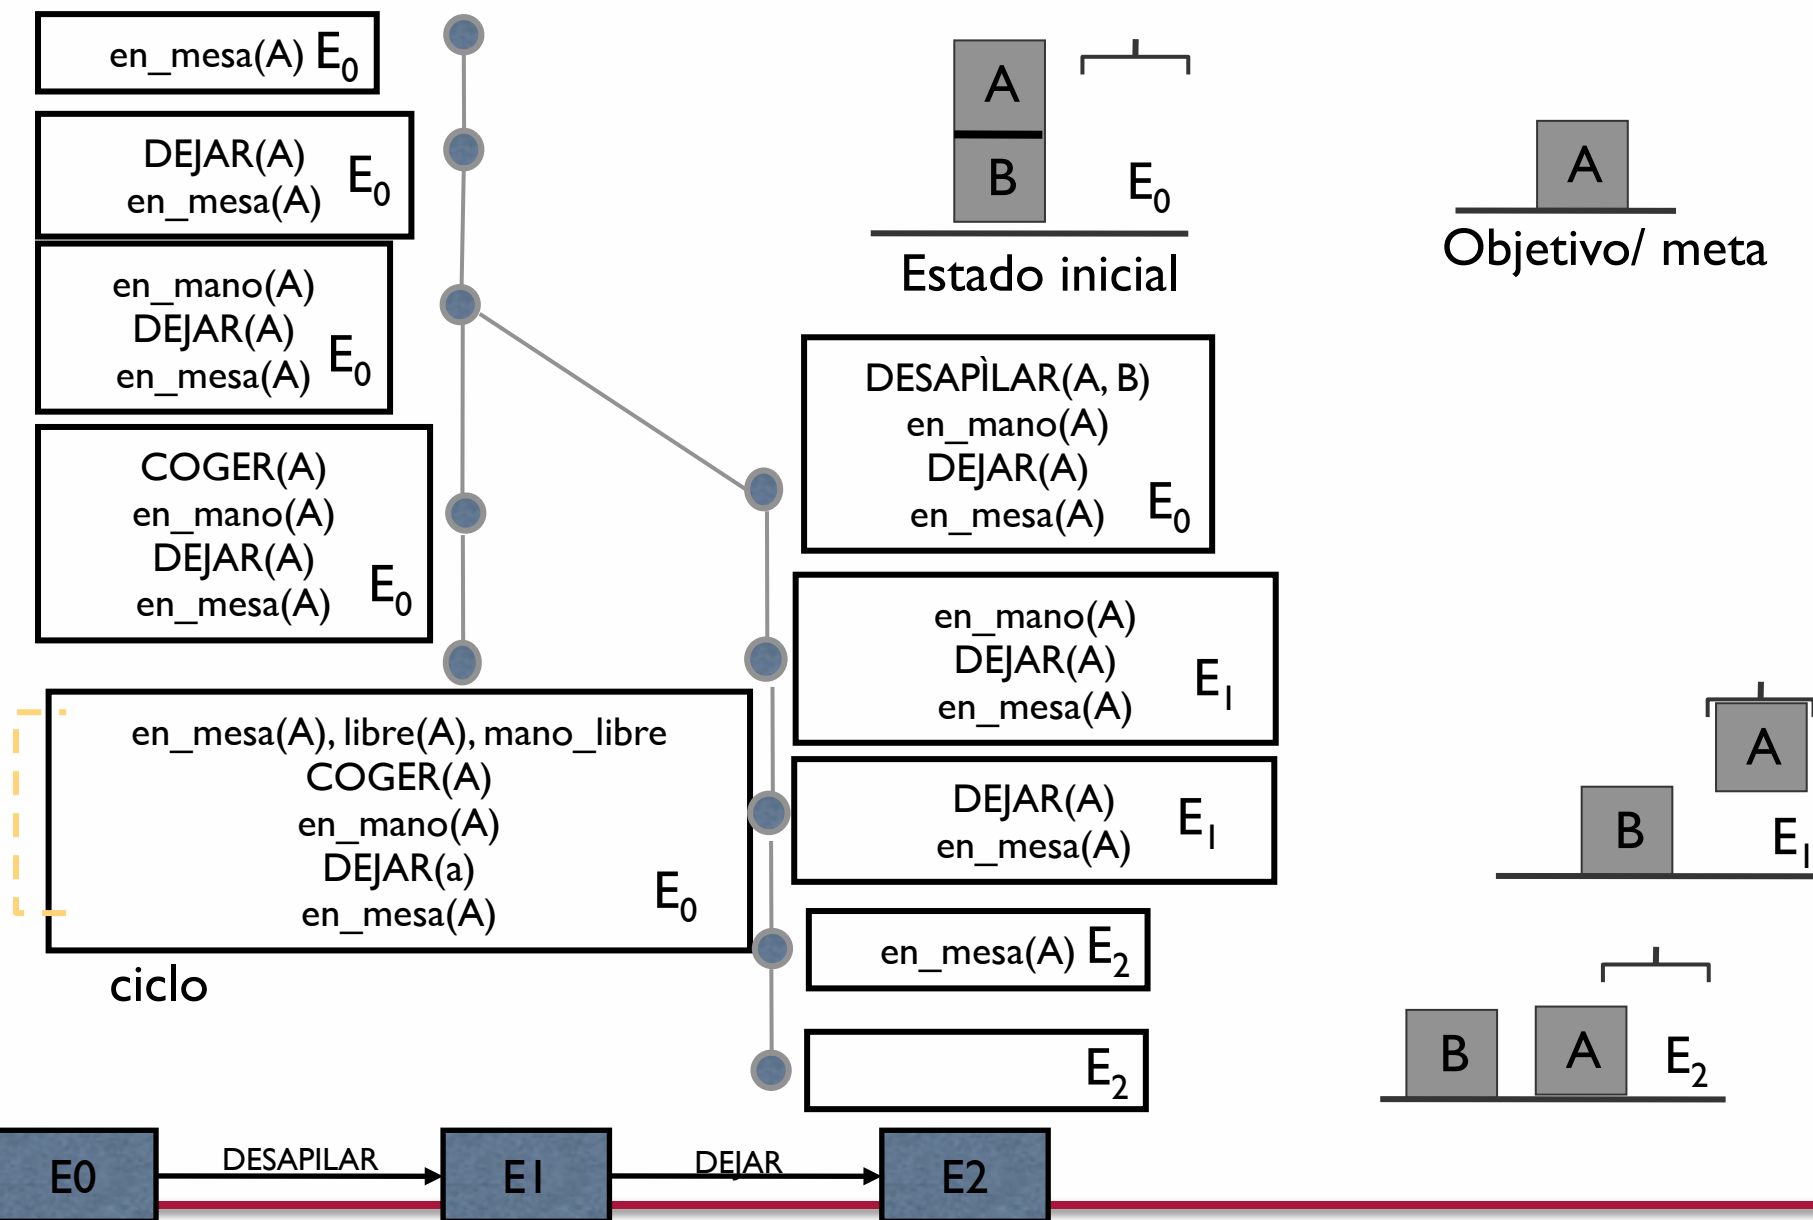 en_mesa(A) E0
DEJAR(A)
en_mesa(A)
E0
en_mano(A)
DEJAR(A)
en_mesa(A)
E0
COGER(A)
en_mano(A)
DEJAR(A)
en_mesa(A)
E0
en_mesa(A), libre(A), mano_libre
COGER(A)
en_mano(A)
DEJAR(a)
en_mesa(A)
E0
ciclo
A
B
E0
Estado inicial
A
Objetivo/ meta
DESAPÌLAR(A, B)
en_mano(A)
DEJAR(A)
en_mesa(A)
E0
en_mano(A)
DEJAR(A)
en_mesa(A)
E1
DEJAR(A)
en_mesa(A)
E1
en_mesa(A) E2
E2
A
B
E1
B
A
E2
E0
DESAPILAR
E1
DEJAR
E2